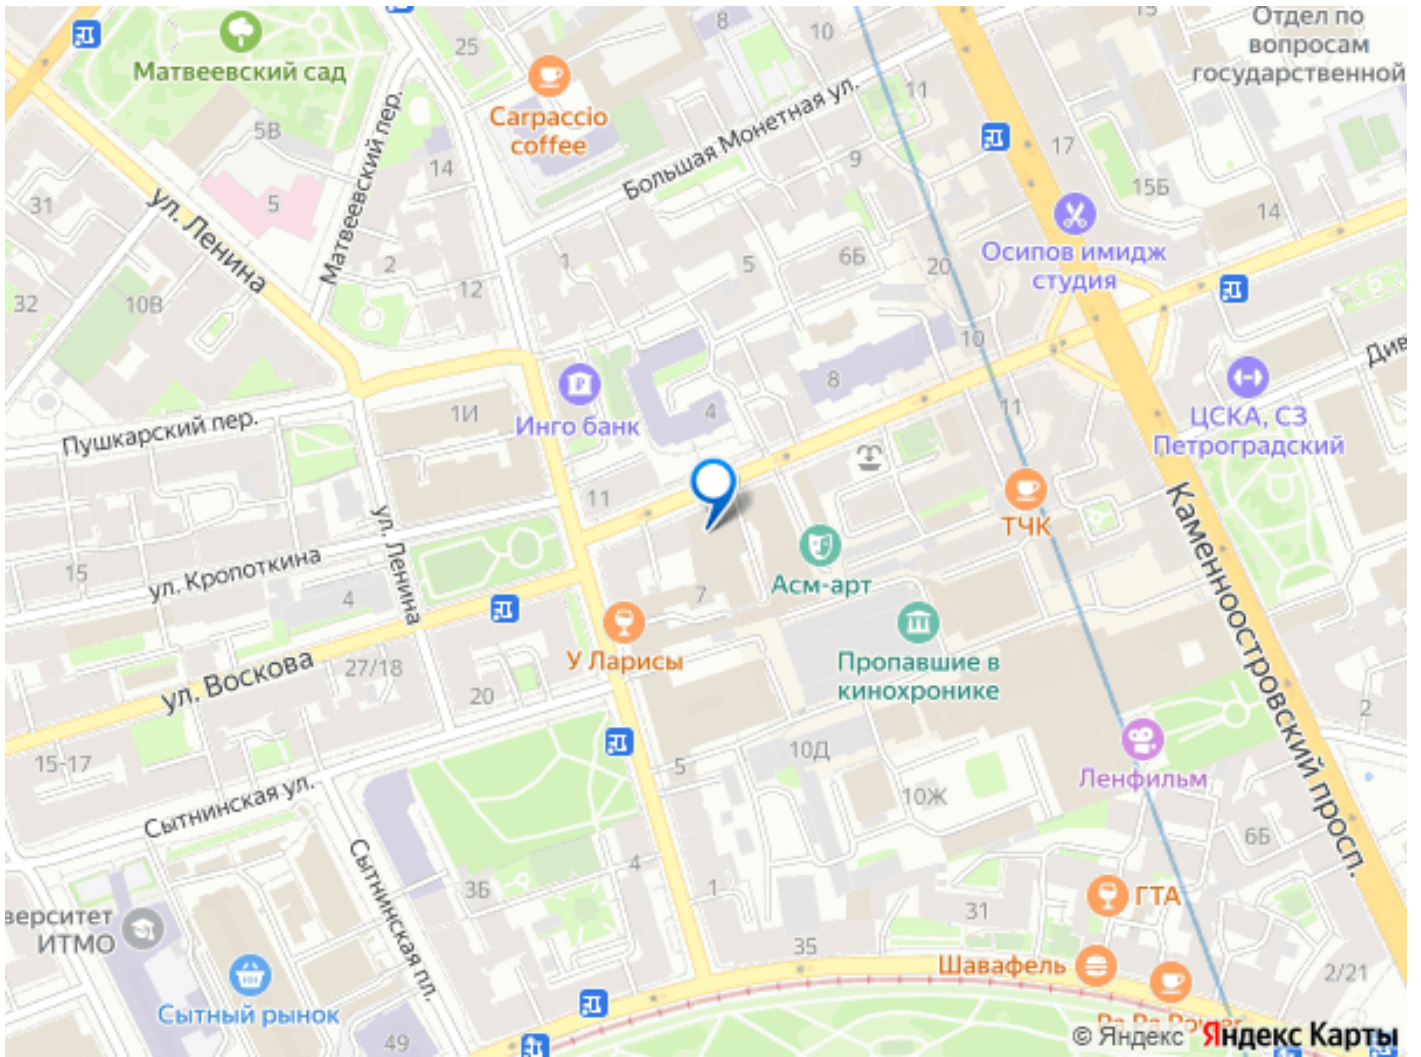 Отдел по
вопросам
государственной
8
10
15
25
Матвеевский сад
Carpaccio
coffee
11
Большая Монетная ул.
5В
Матвеевский пер.
14
9
17
15Б
31
ул. Ленина
5
14
2
1
5
6Б
20
Осипов имидж
студия
32
10В
12
10
Див
Инго банк
8
4
11
1И
Пушкарский пер.
ЦСКА, СЗ
Петроградский
11
ТЧК
Каменноостровский просп.
ул. Ленина
15
ул. Кропоткина
4
Асм-арт
7
У Ларисы
Пропавшие в
кинохронике
ул. Воскова
27/18
20
2
15-17
5
10Д
Ленфильм
Сытнинская ул.
10Ж
6Б
4
3Б
1
Сытнинская пл.
31
ГТА
верситет
ИТМО
35
Шавафель
2/21
Сытный рынок
49
© Яндекс Яндекс Карты